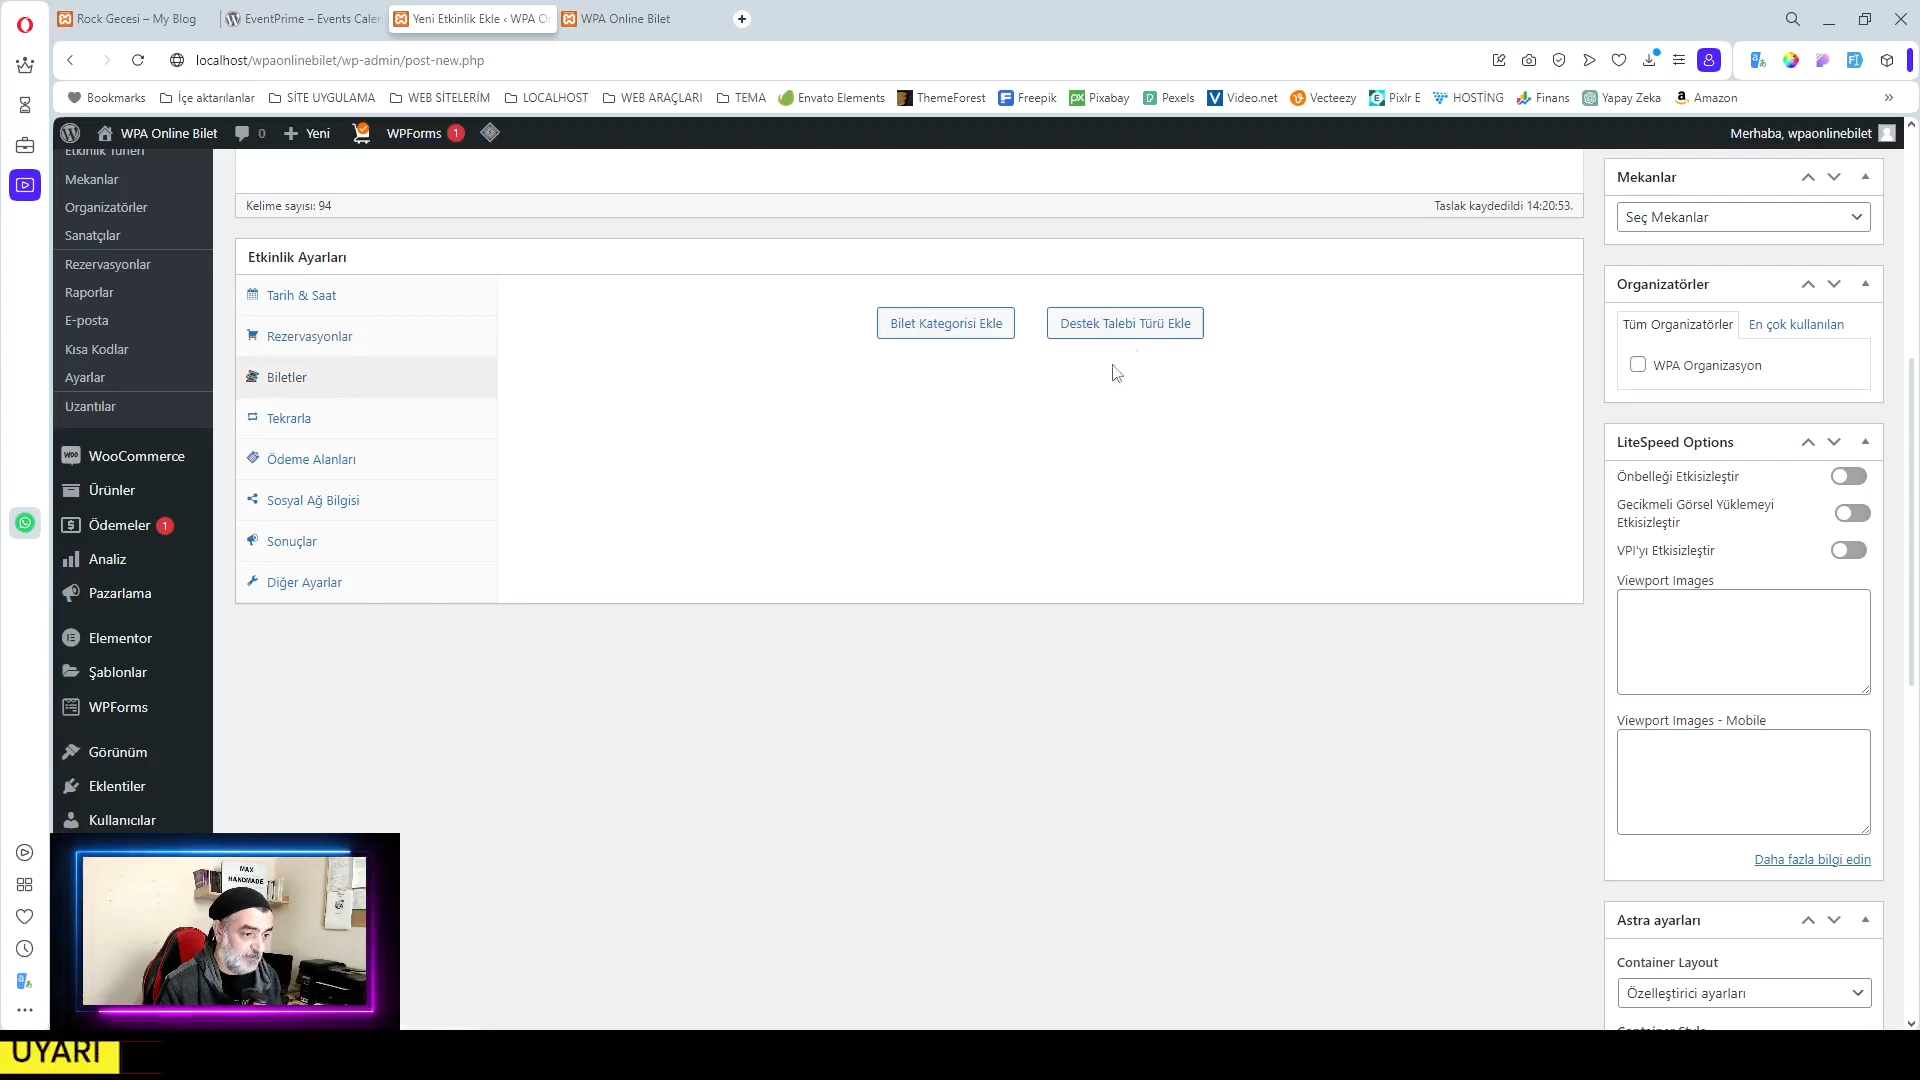 Rock Gecesi – My Blog
EventPrime – Events Calen
Yeni Etkinlik Ekle ‹ WPA O
WPA Online Bilet
localhost/wpaonlinebilet/wp-admin/post-new.php
Bookmarks İçe aktarılanlar SİTE UYGULAMA WEB SİTELERİM LOCALHOST WEB ARAÇLARI TEMA Envato Elements ThemeForest Freepik Pixabay Pexels Video.net Vecteezy Pixlr E HOSTİNG Finans Yapay Zeka Amazon
WPA Online Bilet 0 Yeni WPForms 1 Merhaba, wpaonlinebilet
Etkinlik Türleri
Mekanlar
Organizatörler
Sanatçılar
Rezervasyonlar
Raporlar
E-posta
Kısa Kodlar
Ayarlar
Uzantılar
WooCommerce
Ürünler
Ödemeler 1
Analiz
Pazarlama
Elementor
Şablonlar
WPForms
Görünüm
Eklentiler
Kullanıcılar
Kelime sayısı: 94
Taslak kaydedildi 14:20:53.
Etkinlik Ayarları
Tarih & Saat
Rezervasyonlar
Biletler
Tekrarla
Ödeme Alanları
Sosyal Ağ Bilgisi
Sonuçlar
Diğer Ayarlar
Bilet Kategorisi Ekle
Destek Talebi Türü Ekle
Mekanlar
Seç Mekanlar
Organizatörler
Tüm Organizatörler En çok kullanılan
WPA Organizasyon
LiteSpeed Options
Önbelleği Etkisizleştir
Gecikmeli Görsel Yüklemeyi
Etkisizleştir
VPI'yı Etkisizleştir
Viewport Images
Viewport Images - Mobile
Daha fazla bilgi edin
Astra ayarları
Container Layout
Özelleştirici ayarları
Container Style
MAX
HANDMADE
UYARI